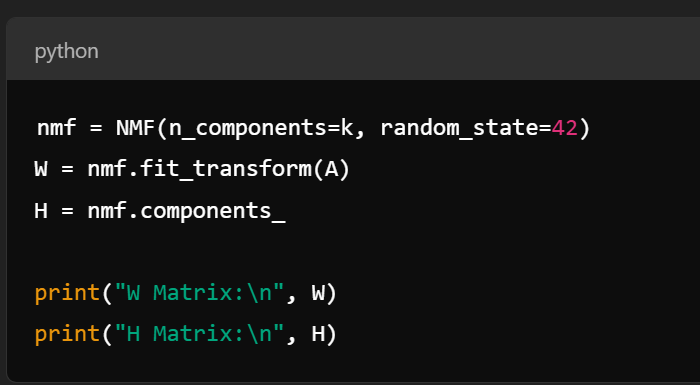 python
nmf = NMF(n_components=k, random_state=42)
W = nmf.fit_transform(A)
H = nmf.components_
print("W Matrix:\n", W)
print("H Matrix:\n", H)